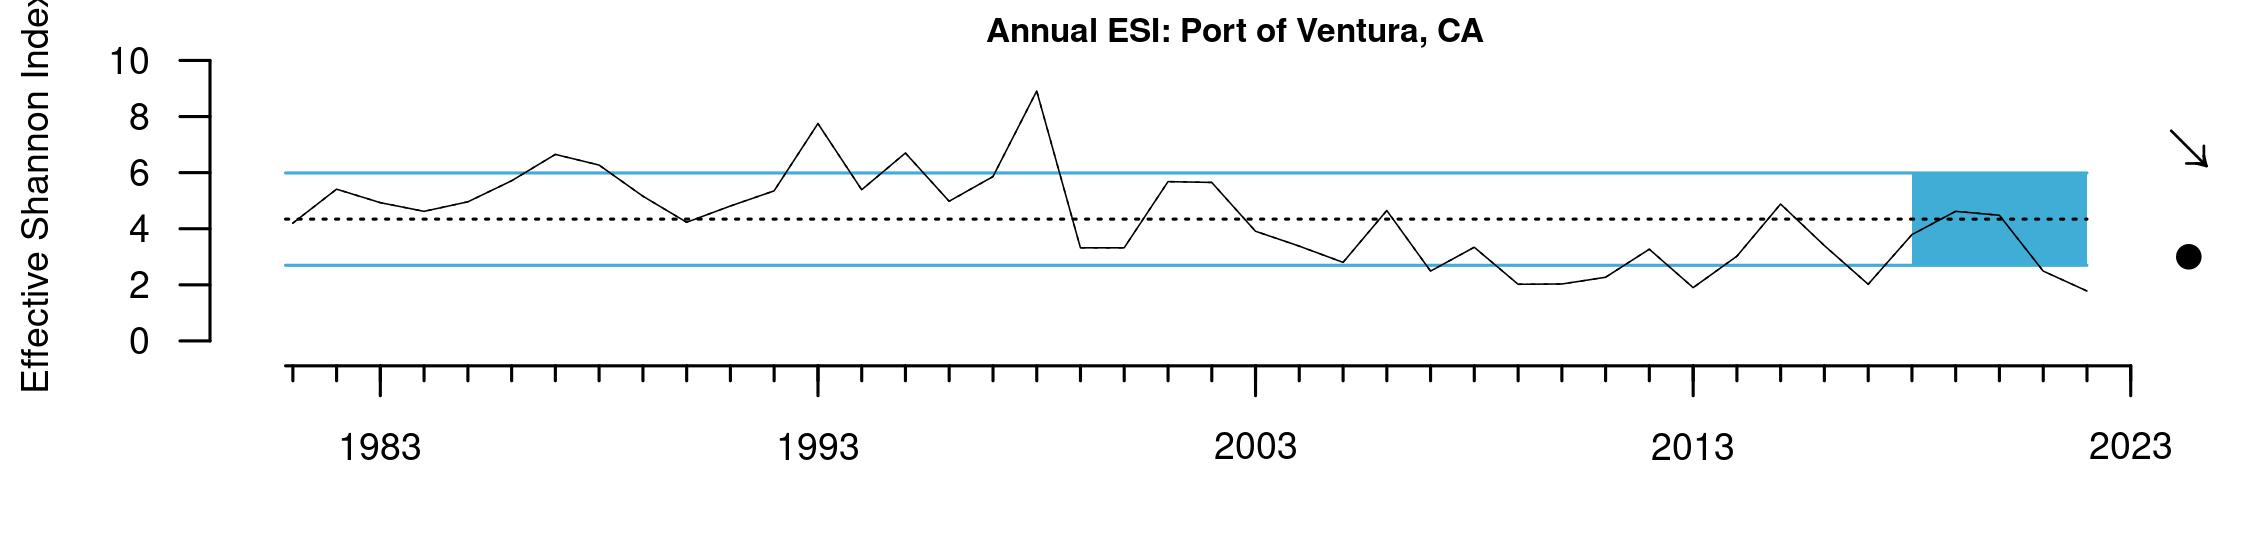 Annual ESI: Port of Ventura, CA
Effective Shannon Index
10
8
6
4
2
0
1983 1993 2003 2013 2023